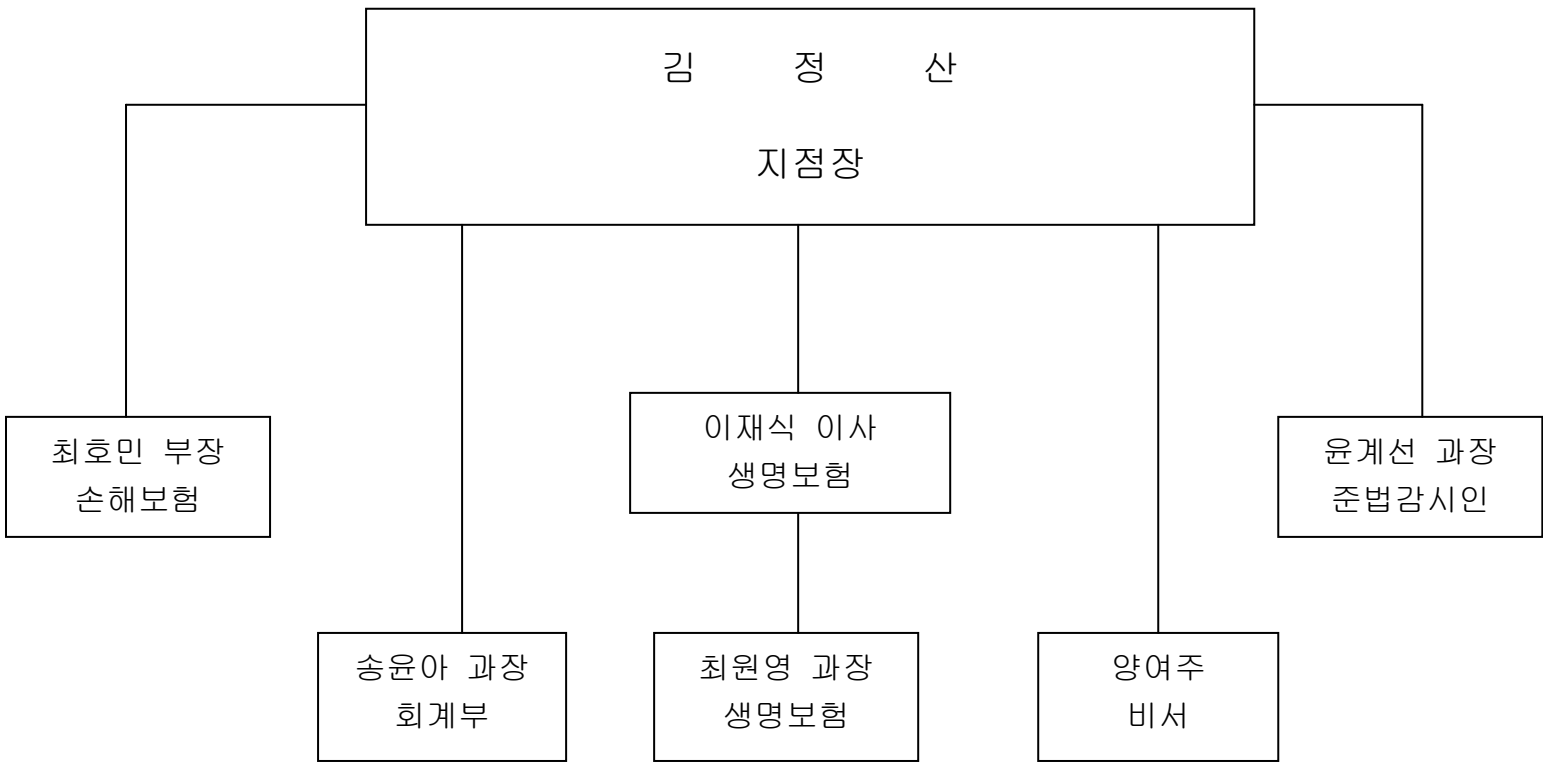 김 정 산
지점장
최호민 부장
손해보험
이재식 이사
생명보험
윤계선 과장
준법감시인
송윤아 과장
회계부
최원영 과장
생명보험
양여주
비서